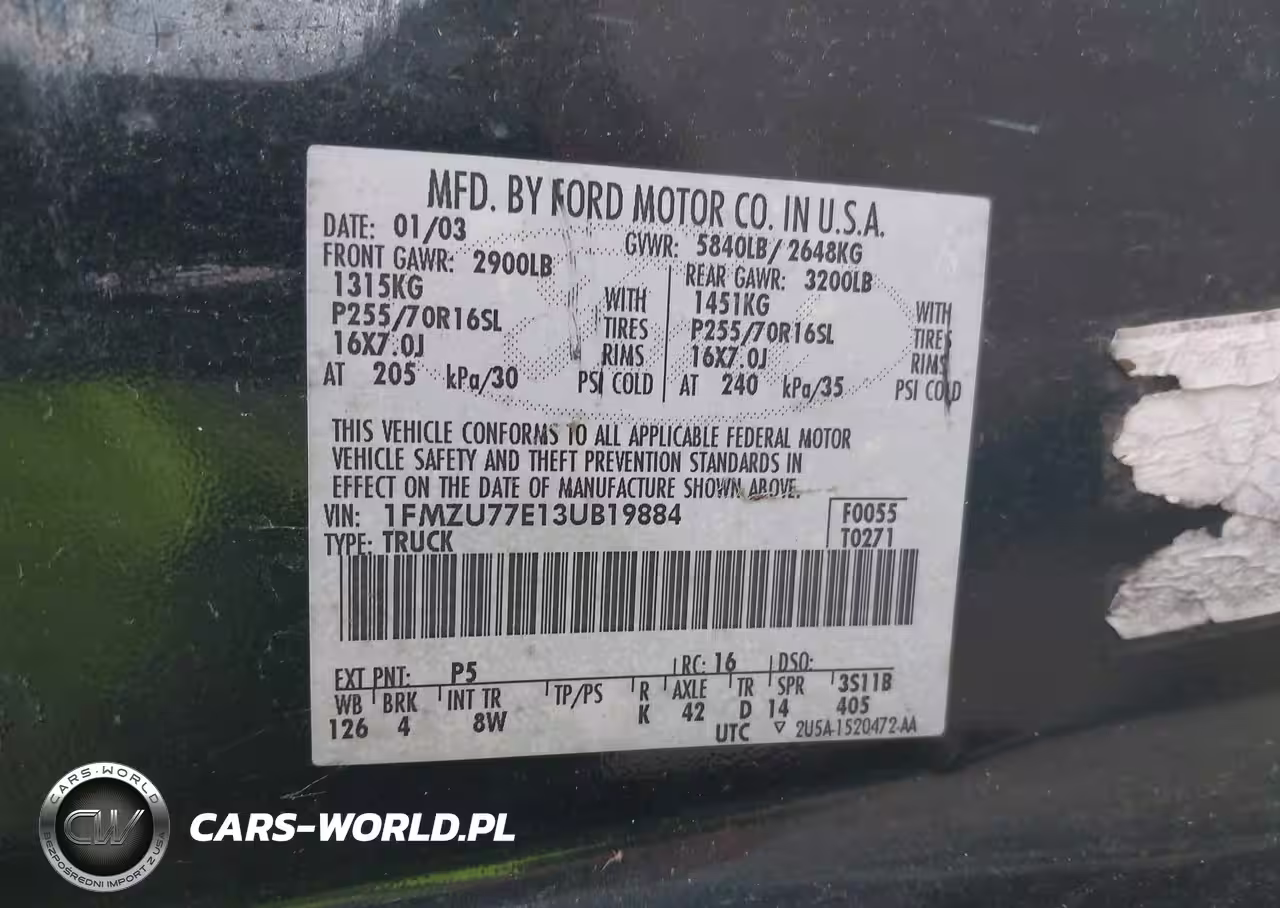 MFD. BY FORD MOTOR CO. IN U.S.A.
DATE: 01/03 GVWR: 5840LB/ 2648KG
FRONT GAWR: 2900LB REAR GAWR: 3200LB
1315KG WITH 1451KG WITH
P255/70R16SL TIRES P255/70R16SL TIRES
16X7.0J RIMS 16X7.0J RIMS
AT 205 kPa/30 PSI COLD AT 240 kPa/35 PSI COLD
THIS VEHICLE CONFORMS TO ALL APPLICABLE FEDERAL MOTOR
VEHICLE SAFETY AND THEFT PREVENTION STANDARDS IN
EFFECT ON THE DATE OF MANUFACTURE SHOWN ABOVE.
VIN: 1FMZU77E13UB19884 F0055
TYPE: TRUCK T0271
EXT PNT: P5 RC: 16 DSO:
WB BRK INT TR TP/PS R AXLE TR SPR 3S11B
126 4 8W K 42 D 14 405
UTC ▽ 2U5A-1520472-AA
CARS-WORLD
CW
BEZPOŚREDNI IMPORT Z USA
CARS-WORLD.PL